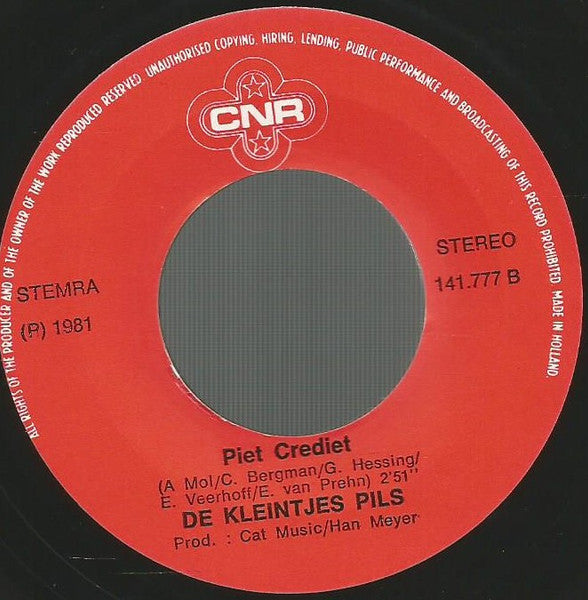 ALL RIGHTS OF THE PRODUCER AND OF THE OWNER OF THE WORK REPRODUCED RESERVED UNAUTHORISED COPYING, HIRING, LENDING, PUBLIC PERFORMANCE AND BROADCASTING OF THIS RECORD PROHIBITED. MADE IN HOLLAND.
CNR
STEMRA
(P) 1981
STEREO
141.777 B
Piet Crediet
(A Mol/C. Bergman/G. Hessing/
E. Veerhoff/E. van Prehn) 2'51"
DE KLEINTJES PILS
Prod. : Cat Music/Han Meyer